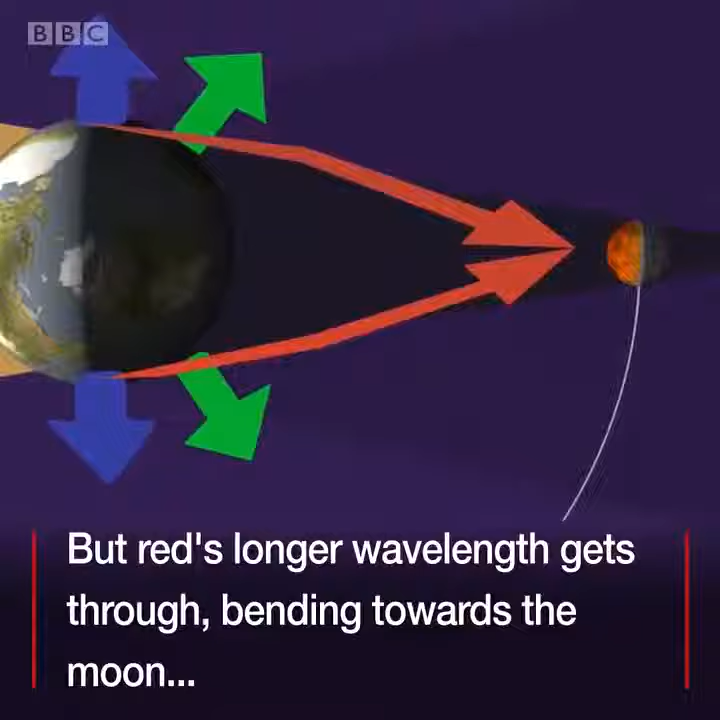 BBC
But red's longer wavelength gets
through, bending towards the
moon...